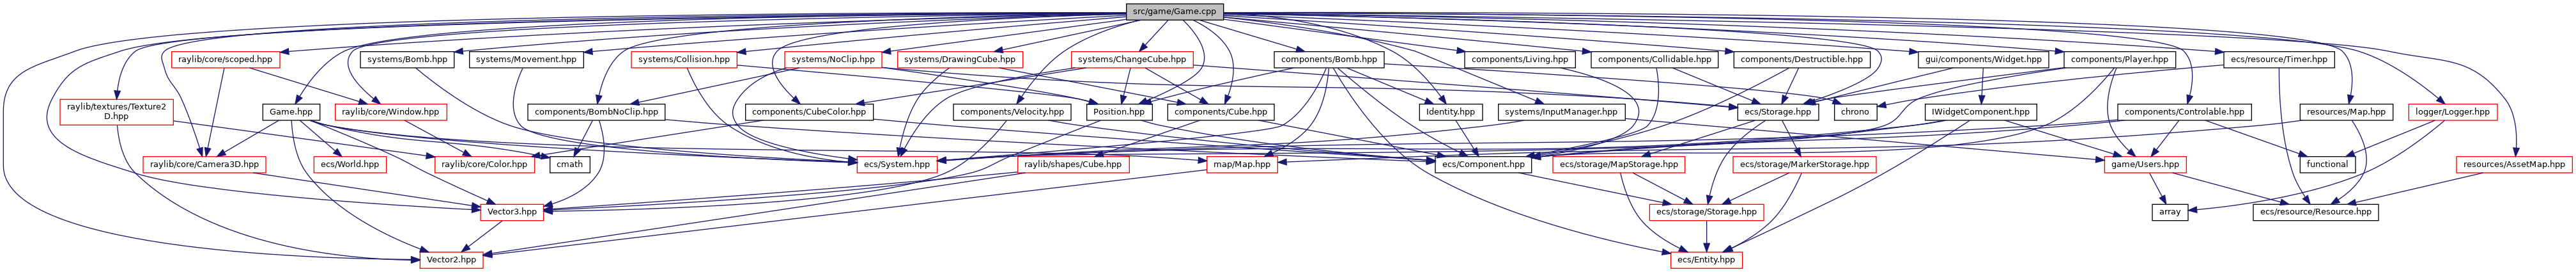 src/game/Game.cpp
raylib/core/scoped.hpp
systems/Bomb.hpp
systems/Movement.hpp
systems/Collision.hpp
systems/NoClip.hpp
systems/DrawingCube.hpp
systems/ChangeCube.hpp
components/Bomb.hpp
components/Living.hpp
components/Collidable.hpp
components/Destructible.hpp
gui/components/Widget.hpp
components/Player.hpp
ecs/resource/Timer.hpp
raylib/textures/Texture2
D.hpp
Game.hpp
raylib/core/Window.hpp
components/BombNoClip.hpp
components/CubeColor.hpp
components/Velocity.hpp
Position.hpp
components/Cube.hpp
Identity.hpp
systems/InputManager.hpp
ecs/Storage.hpp
chrono
IWidgetComponent.hpp
components/Controlable.hpp
resources/Map.hpp
logger/Logger.hpp
raylib/core/Camera3D.hpp
ecs/World.hpp
raylib/core/Color.hpp
cmath
ecs/System.hpp
raylib/shapes/Cube.hpp
map/Map.hpp
ecs/Component.hpp
ecs/storage/MapStorage.hpp
ecs/storage/MarkerStorage.hpp
game/Users.hpp
functional
resources/AssetMap.hpp
Vector3.hpp
ecs/storage/Storage.hpp
array
ecs/resource/Resource.hpp
Vector2.hpp
ecs/Entity.hpp